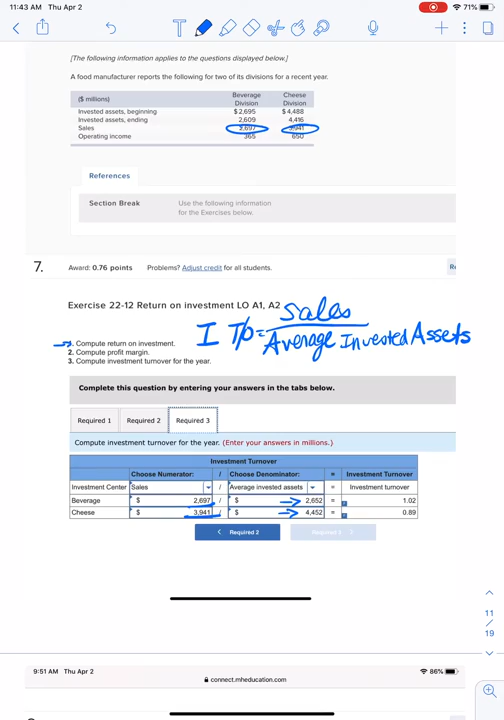 11:43 AM Thu Apr 2 71%
[The following information applies to the questions displayed below.]
A food manufacturer reports the following for two of its divisions for a recent year.
($ millions) Beverage Division Cheese Division
Invested assets, beginning $ 2,695 $ 4,488
Invested assets, ending 2,609 4,416
Sales 2,697 3,941
Operating income 365 650
References
Section Break Use the following information
for the Exercises below.
7. Award: 0.76 points Problems? Adjust credit for all students.
Exercise 22-12 Return on investment LO A1, A2
I T/o = Sales
Average Invested Assets
1. Compute return on investment.
2. Compute profit margin.
3. Compute investment turnover for the year.
Complete this question by entering your answers in the tabs below.
Required 1 Required 2 Required 3
Compute investment turnover for the year. (Enter your answers in millions.)
Investment Turnover
Choose Numerator: / Choose Denominator: = Investment Turnover
Investment Center Sales / Average invested assets = Investment turnover
Beverage $ 2,697 / $ 2,652 = 1.02
Cheese $ 3,941 / $ 4,452 = 0.89
< Required 2 Required 3 >
11
/
19
9:51 AM Thu Apr 2 86%
connect.mheducation.com